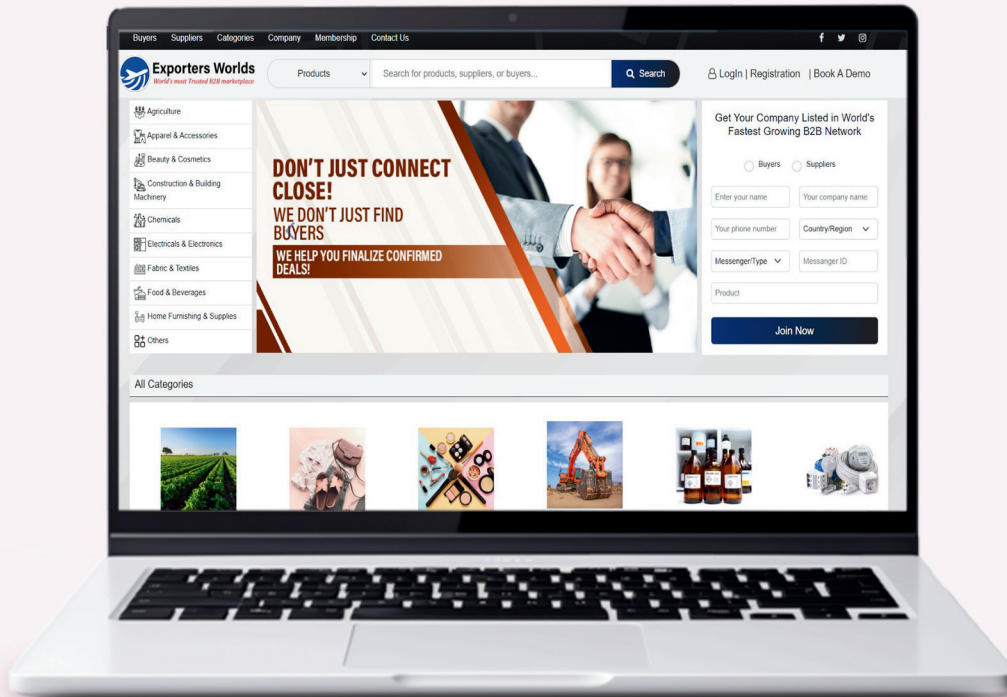 Buyers Suppliers Categories Company Membership Contact Us
Exporters Worlds
World's most Trusted B2B marketplace
Products
Search for products, suppliers, or buyers...
Search
LogIn | Registration | Book A Demo
Agriculture
Apparel & Accessories
Beauty & Cosmetics
Construction & Building
Machinery
Chemicals
Electricals & Electronics
Fabric & Textiles
Food & Beverages
Home Furnishing & Supplies
Others
DON'T JUST CONNECT
CLOSE!
WE DON'T JUST FIND
BUYERS
WE HELP YOU FINALIZE CONFIRMED
DEALS!
Get Your Company Listed in World's
Fastest Growing B2B Network
Buyers Suppliers
Enter your name Your company name
Your phone number Country/Region
Messenger/Type Messanger ID
Product
Join Now
All Categories